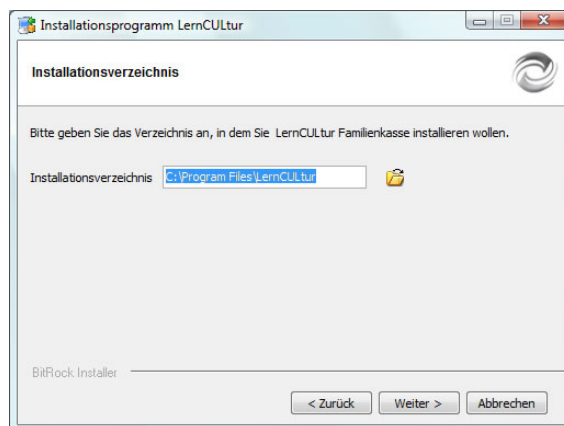 Installationsprogramm LernCULtur
Installationsverzeichnis
Bitte geben Sie das Verzeichnis an, in dem Sie LernCULtur Familienkasse installieren wollen.
Installationsverzeichnis C:\Program Files\LernCULtur
BitRock Installer
< Zurück Weiter > Abbrechen